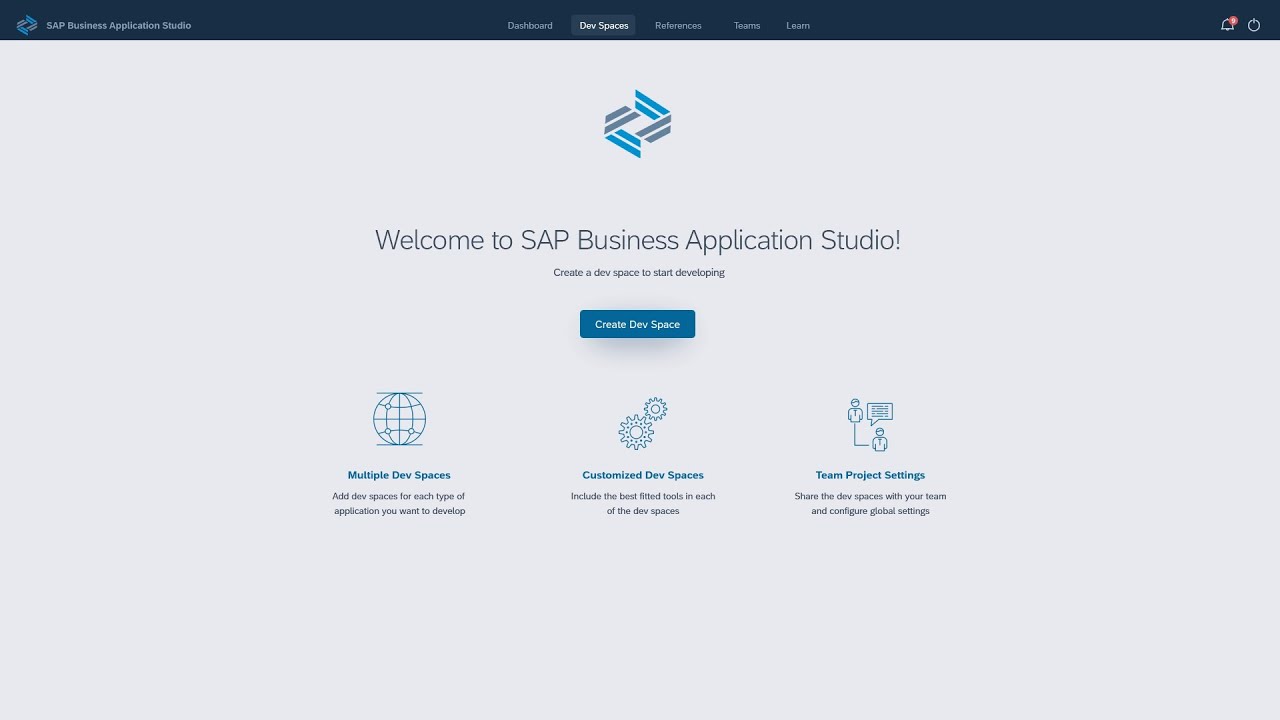 SAP Business Application Studio
Dashboard
Dev Spaces
References
Teams
Learn
9
Welcome to SAP Business Application Studio!
Create a dev space to start developing
Create Dev Space
Multiple Dev Spaces
Add dev spaces for each type of
application you want to develop
Customized Dev Spaces
Include the best fitted tools in each
of the dev spaces
Team Project Settings
Share the dev spaces with your team
and configure global settings